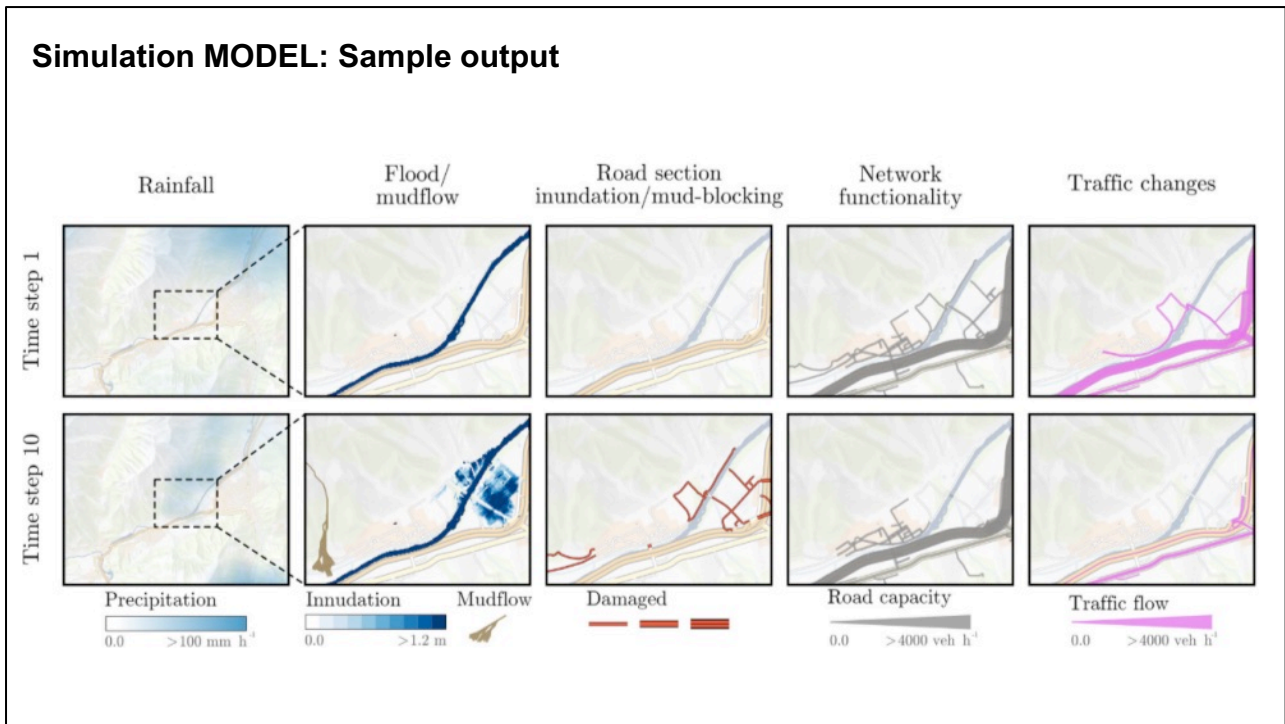 Simulation MODEL: Sample output
Rainfall
Flood/
mudflow
Road section
inundation/mud-blocking
Network
functionality
Traffic changes
Time step 1
Time step 10
Precipitation
0.0 >100 mm h⁻¹
Innudation
0.0 >1.2 m
Mudflow
Damaged
Road capacity
0.0 >4000 veh h⁻¹
Traffic flow
0.0 >4000 veh h⁻¹